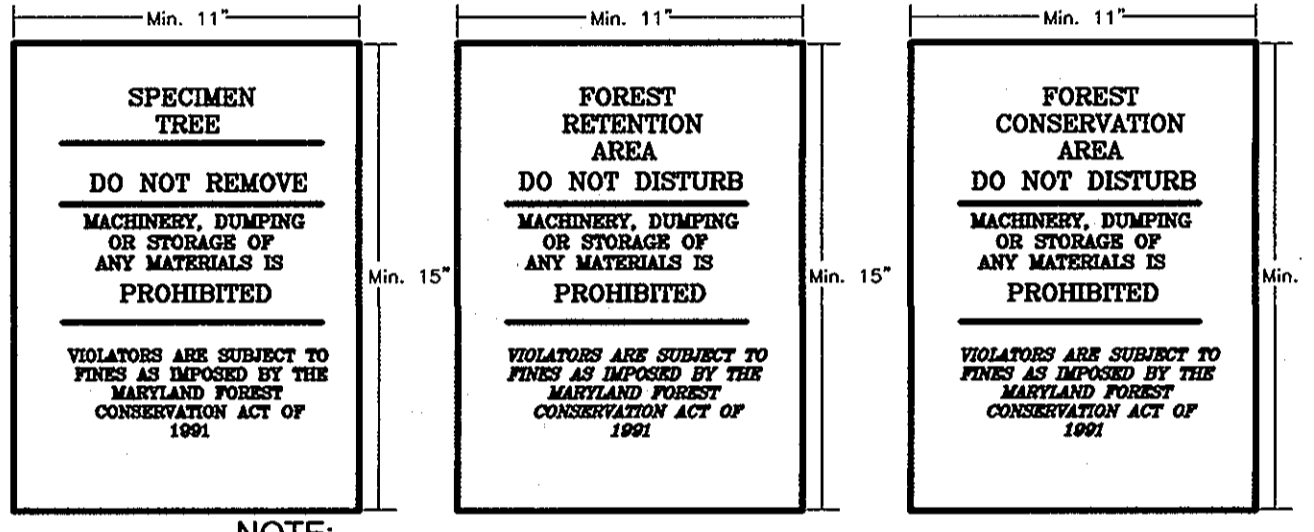 Min. 11"
SPECIMEN
TREE
DO NOT REMOVE
MACHINERY, DUMPING
OR STORAGE OF
ANY MATERIALS IS
PROHIBITED
VIOLATORS ARE SUBJECT TO
FINES AS IMPOSED BY THE
MARYLAND FOREST
CONSERVATION ACT OF
1991
Min. 15"
Min. 11"
FOREST
RETENTION
AREA
DO NOT DISTURB
MACHINERY, DUMPING
OR STORAGE OF
ANY MATERIALS IS
PROHIBITED
VIOLATORS ARE SUBJECT TO
FINES AS IMPOSED BY THE
MARYLAND FOREST
CONSERVATION ACT OF
1991
Min. 15"
Min. 11"
FOREST
CONSERVATION
AREA
DO NOT DISTURB
MACHINERY, DUMPING
OR STORAGE OF
ANY MATERIALS IS
PROHIBITED
VIOLATORS ARE SUBJECT TO
FINES AS IMPOSED BY THE
MARYLAND FOREST
CONSERVATION ACT OF
1991
Min.
NOTE: